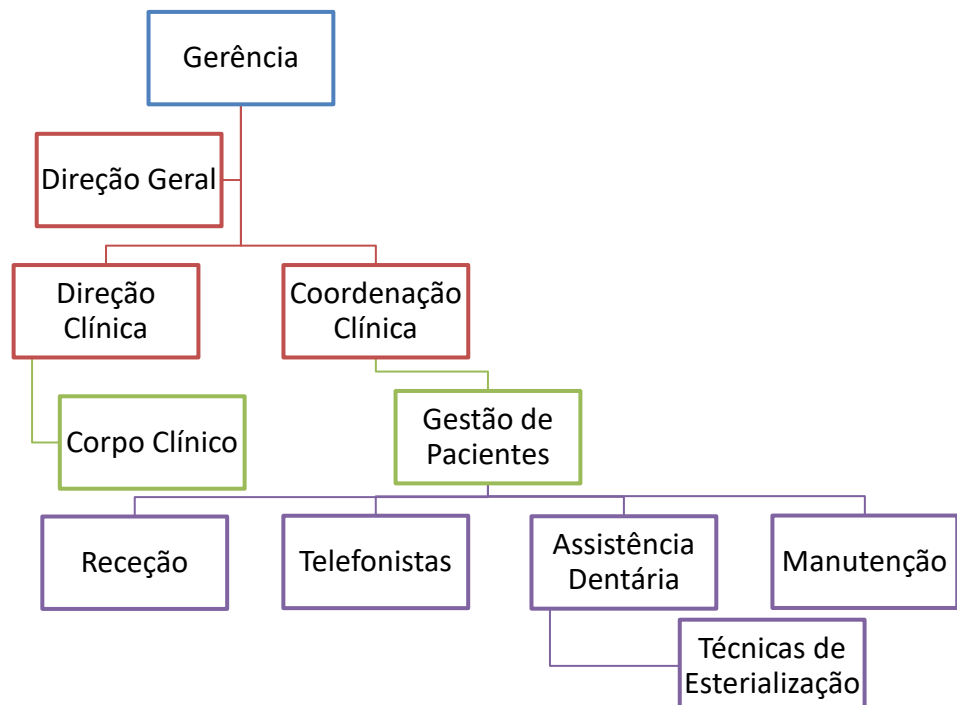 Gerência
Direção Geral
Direção
Clínica
Coordenação
Clínica
Corpo Clínico
Gestão de
Pacientes
Receção
Telefonistas
Assistência
Dentária
Manutenção
Técnicas de
Esterialização